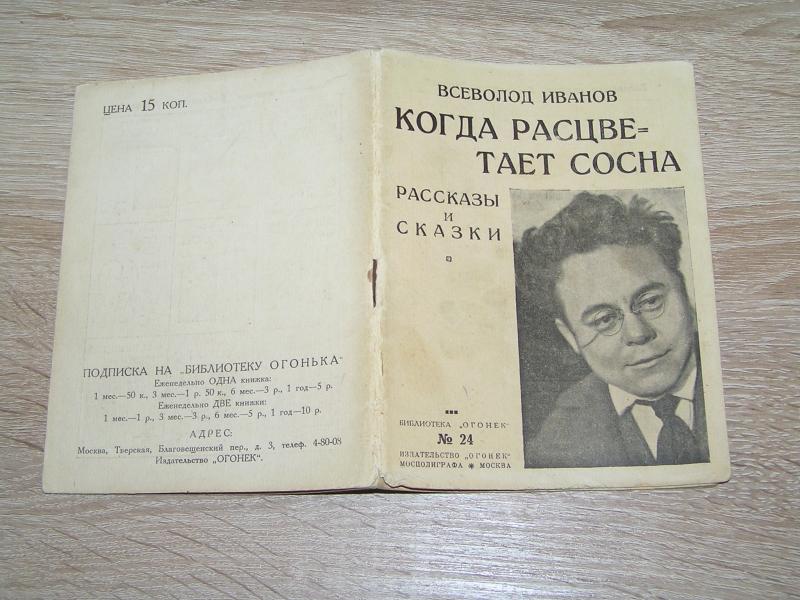 ЦЕНА 15 КОП.
ПОДПИСКА НА „БИБЛИОТЕКУ ОГОНЬКА“
Еженедельно ОДНА книжка:
1 мес.—50 к., 3 мес.—1 р. 50 к., 6 мес.—3 р., 1 год—5 р.
Еженедельно ДВЕ книжки:
1 мес.—1 р., 3 мес.—3 р., 6 мес.—5 р., 1 год—10 р.
АДРЕС:
Москва, Тверская, Благовещенский пер., д. 3, телеф. 4-80-08
Издательство „ОГОНЕК“.
ВСЕВОЛОД ИВАНОВ
КОГДА РАСЦВЕ=
ТАЕТ СОСНА
РАССКАЗЫ
И
СКАЗКИ
БИБЛИОТЕКА „ОГОНЕК“
№ 24
ИЗДАТЕЛЬСТВО „ОГОНЕК“
МОСПОЛИГРАФА ✷ МОСКВА